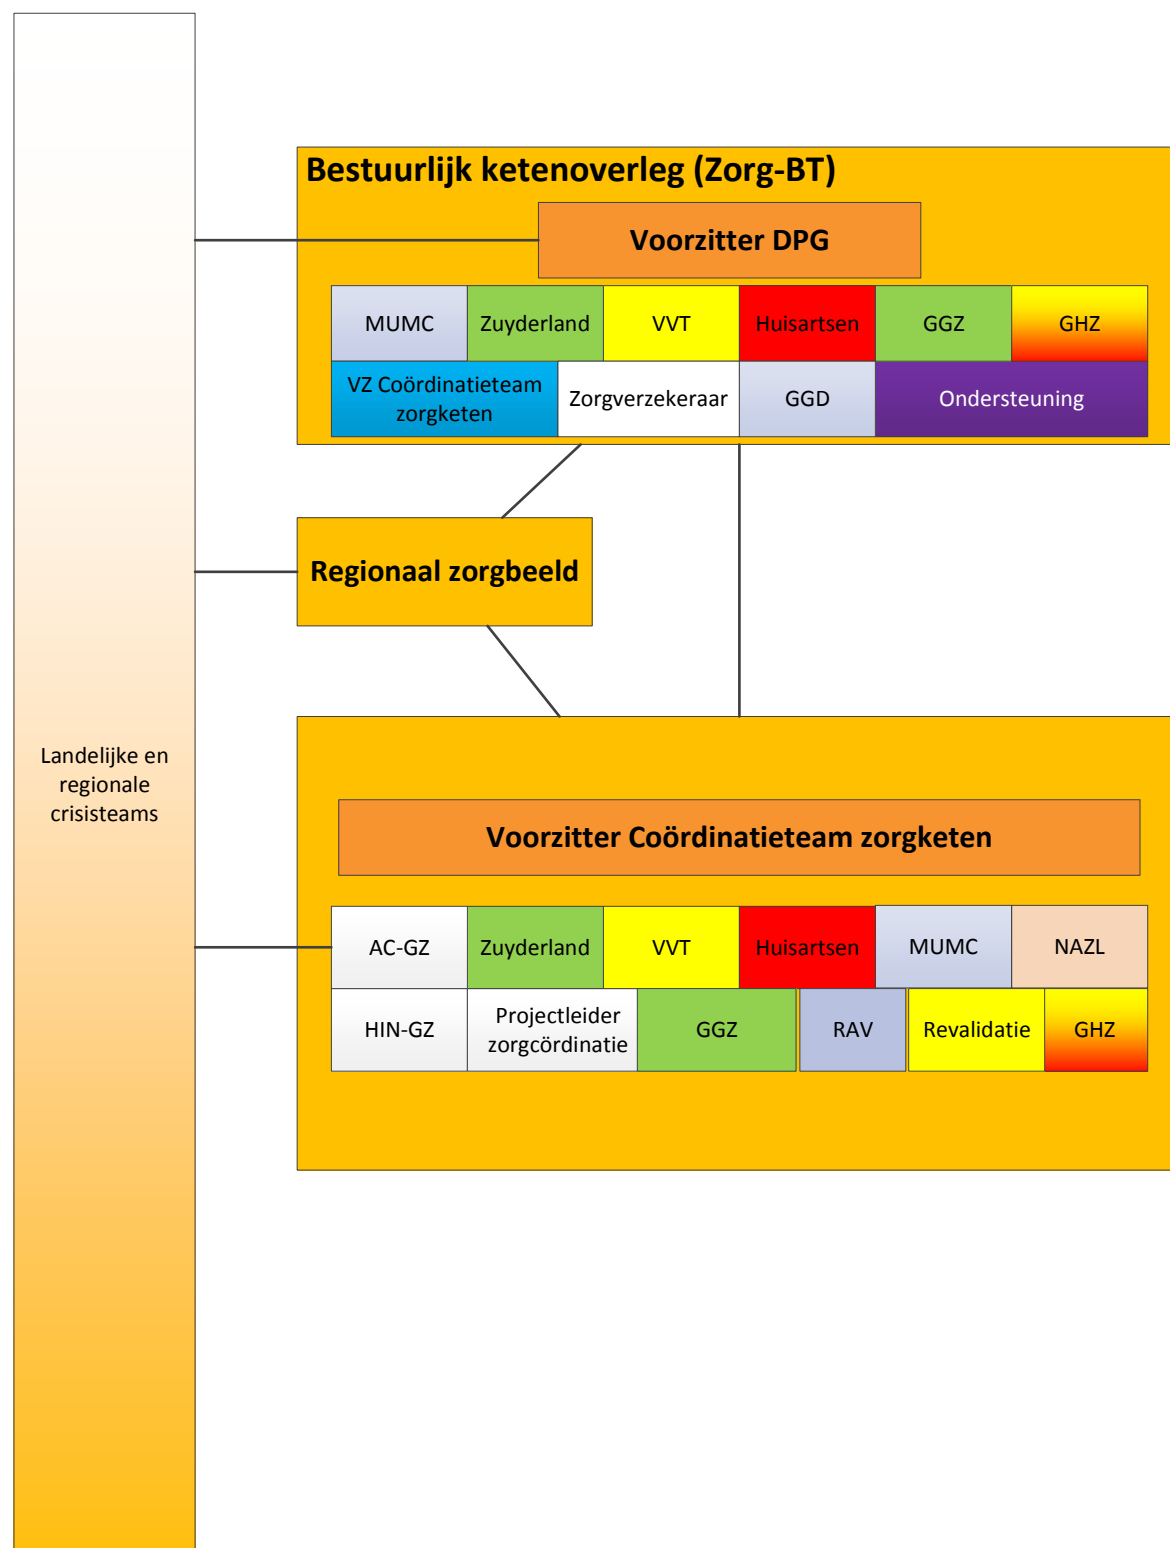 Bestuurlijk ketenoverleg (Zorg-BT)
Voorzitter DPG
MUMC
Zuyderland
VVT
Huisartsen
GGZ
GHZ
VZ Coördinatieteam
zorgketen
Zorgverzekeraar
GGD
Ondersteuning
Regionaal zorgbeeld
Landelijke en
regionale
crisisteams
Voorzitter Coördinatieteam zorgketen
AC-GZ
Zuyderland
VVT
Huisartsen
MUMC
NAZL
HIN-GZ
Projectleider
zorgcördinatie
GGZ
RAV
Revalidatie
GHZ